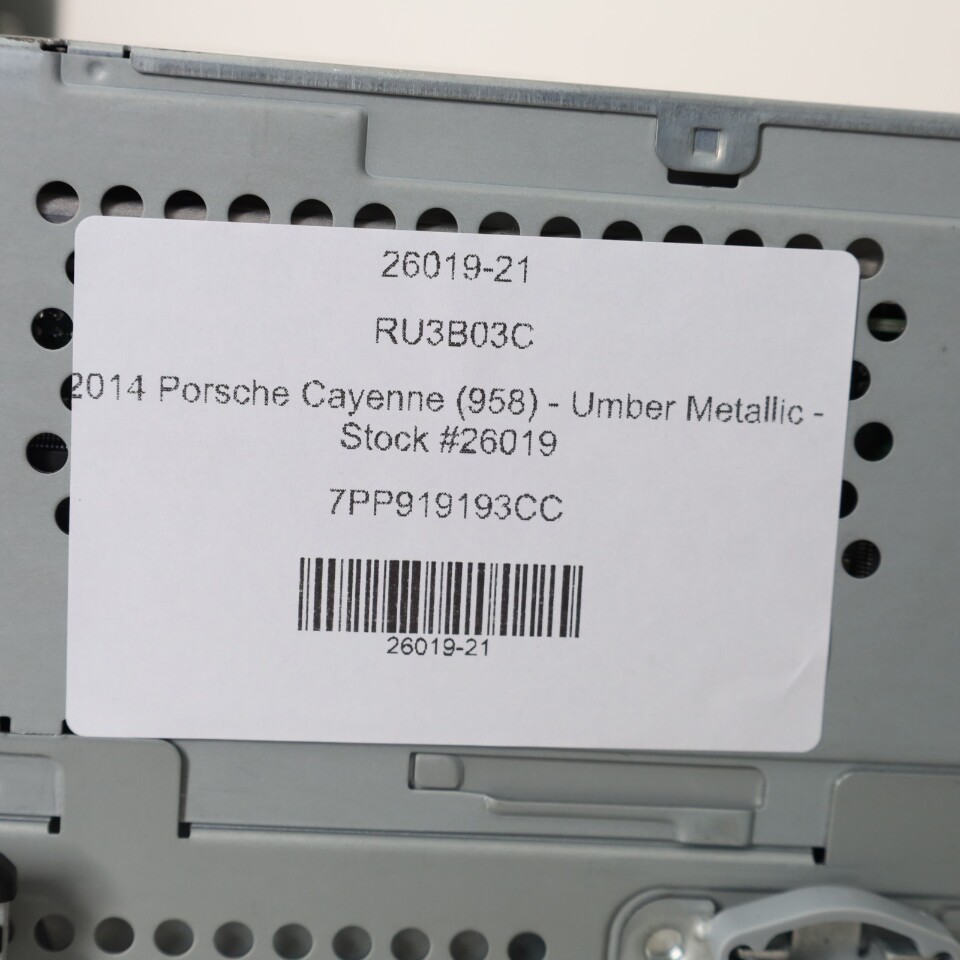 26019-21
RU3B03C
2014 Porsche Cayenne (958) - Umber Metallic -
Stock #26019
7PP919193CC
26019-21